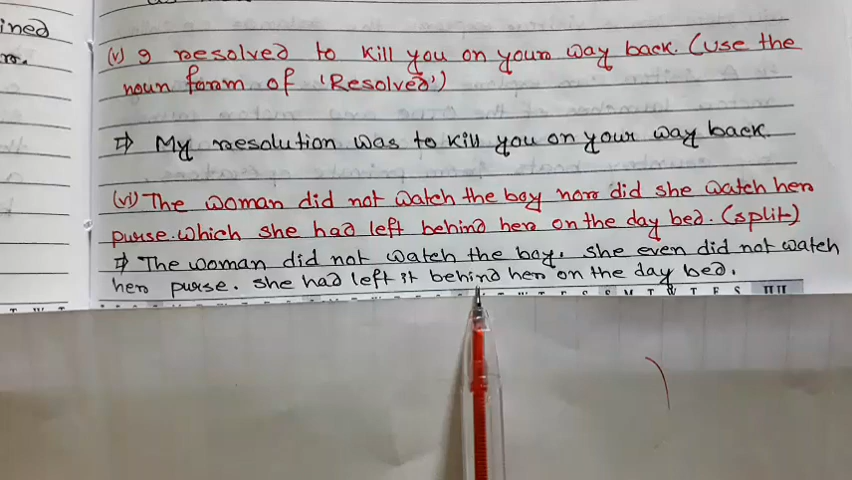 ined
(v) I resolved to kill you on your way back. (use the
noun form of 'Resolved')
⇒ My resolution was to kill you on your way back.
(vi) The woman did not watch the boy nor did she watch her
purse. which she had left behind her on the day bed. (split)
⇒ The woman did not watch the boy. she even did not watch
her purse. she had left it behind her on the day bed.